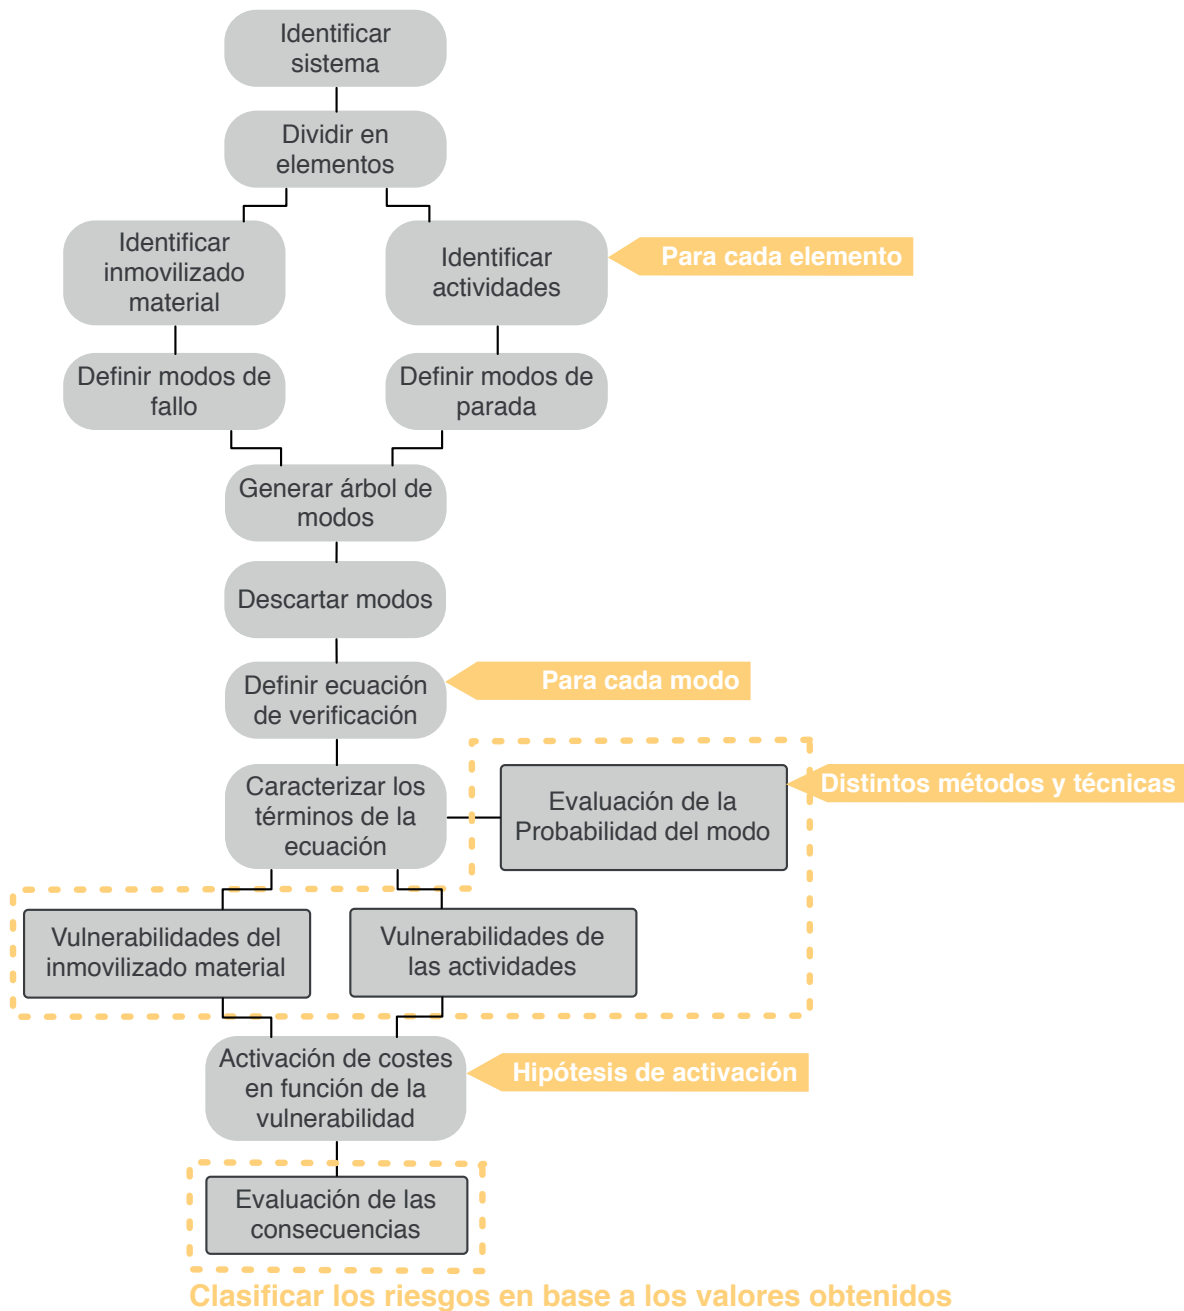 Identificar
sistema
Dividir en
elementos
Identificar
inmovilizado
material
Identificar
actividades
Para cada elemento
Definir modos de
fallo
Definir modos de
parada
Generar árbol de
modos
Descartar modos
Definir ecuación
de verificación
Para cada modo
Caracterizar los
términos de la
ecuación
Evaluación de la
Probabilidad del modo
Distintos métodos y técnicas
Vulnerabilidades del
inmovilizado material
Vulnerabilidades de
las actividades
Activación de costes
en función de la
vulnerabilidad
Hipótesis de activación
Evaluación de las
consecuencias
Clasificar los riesgos en base a los valores obtenidos